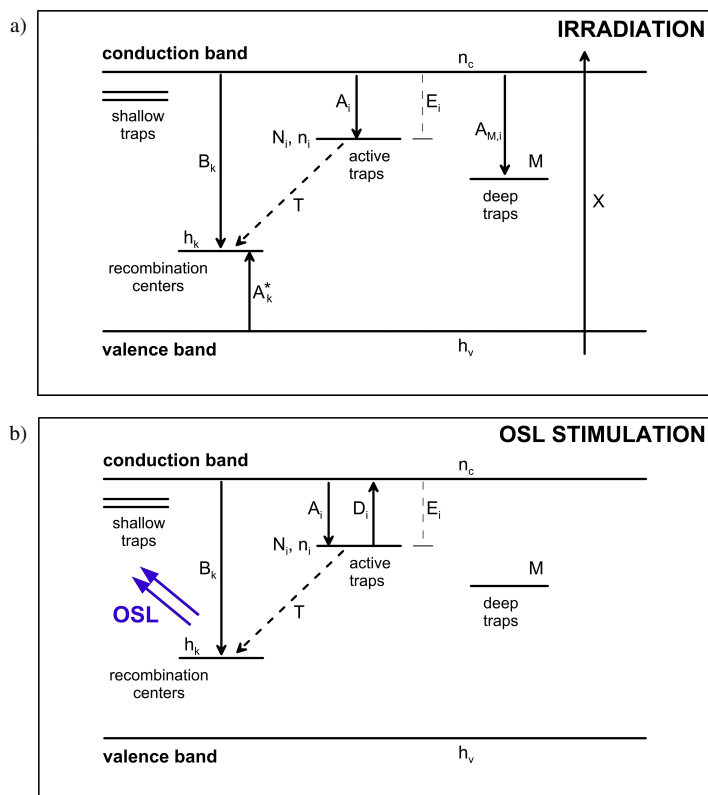 a)
IRRADIATION
conduction band
n_c
shallow
traps
A_i
E_i
A_M,i
N_i, n_i
active
traps
B_k
M
deep
traps
T
X
h_k
recombination
centers
A*_k
valence band
h_v
b)
OSL STIMULATION
conduction band
n_c
shallow
traps
A_i
D_i
E_i
N_i, n_i
active
traps
B_k
M
deep
traps
OSL
T
h_k
recombination
centers
valence band
h_v